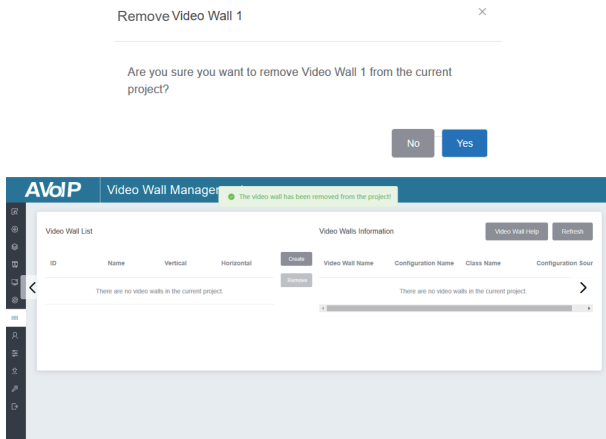 Remove Video Wall 1
Are you sure you want to remove Video Wall 1 from the current
project?
No Yes
AVoIP Video Wall Manager
The video wall has been removed from the project!
Video Wall List
Video Walls Information
Video Wall Help Refresh
ID Name Vertical Horizontal
Create
Remove
Video Wall Name Configuration Name Class Name Configuration Sour
There are no video walls in the current project.
There are no video walls in the current project.